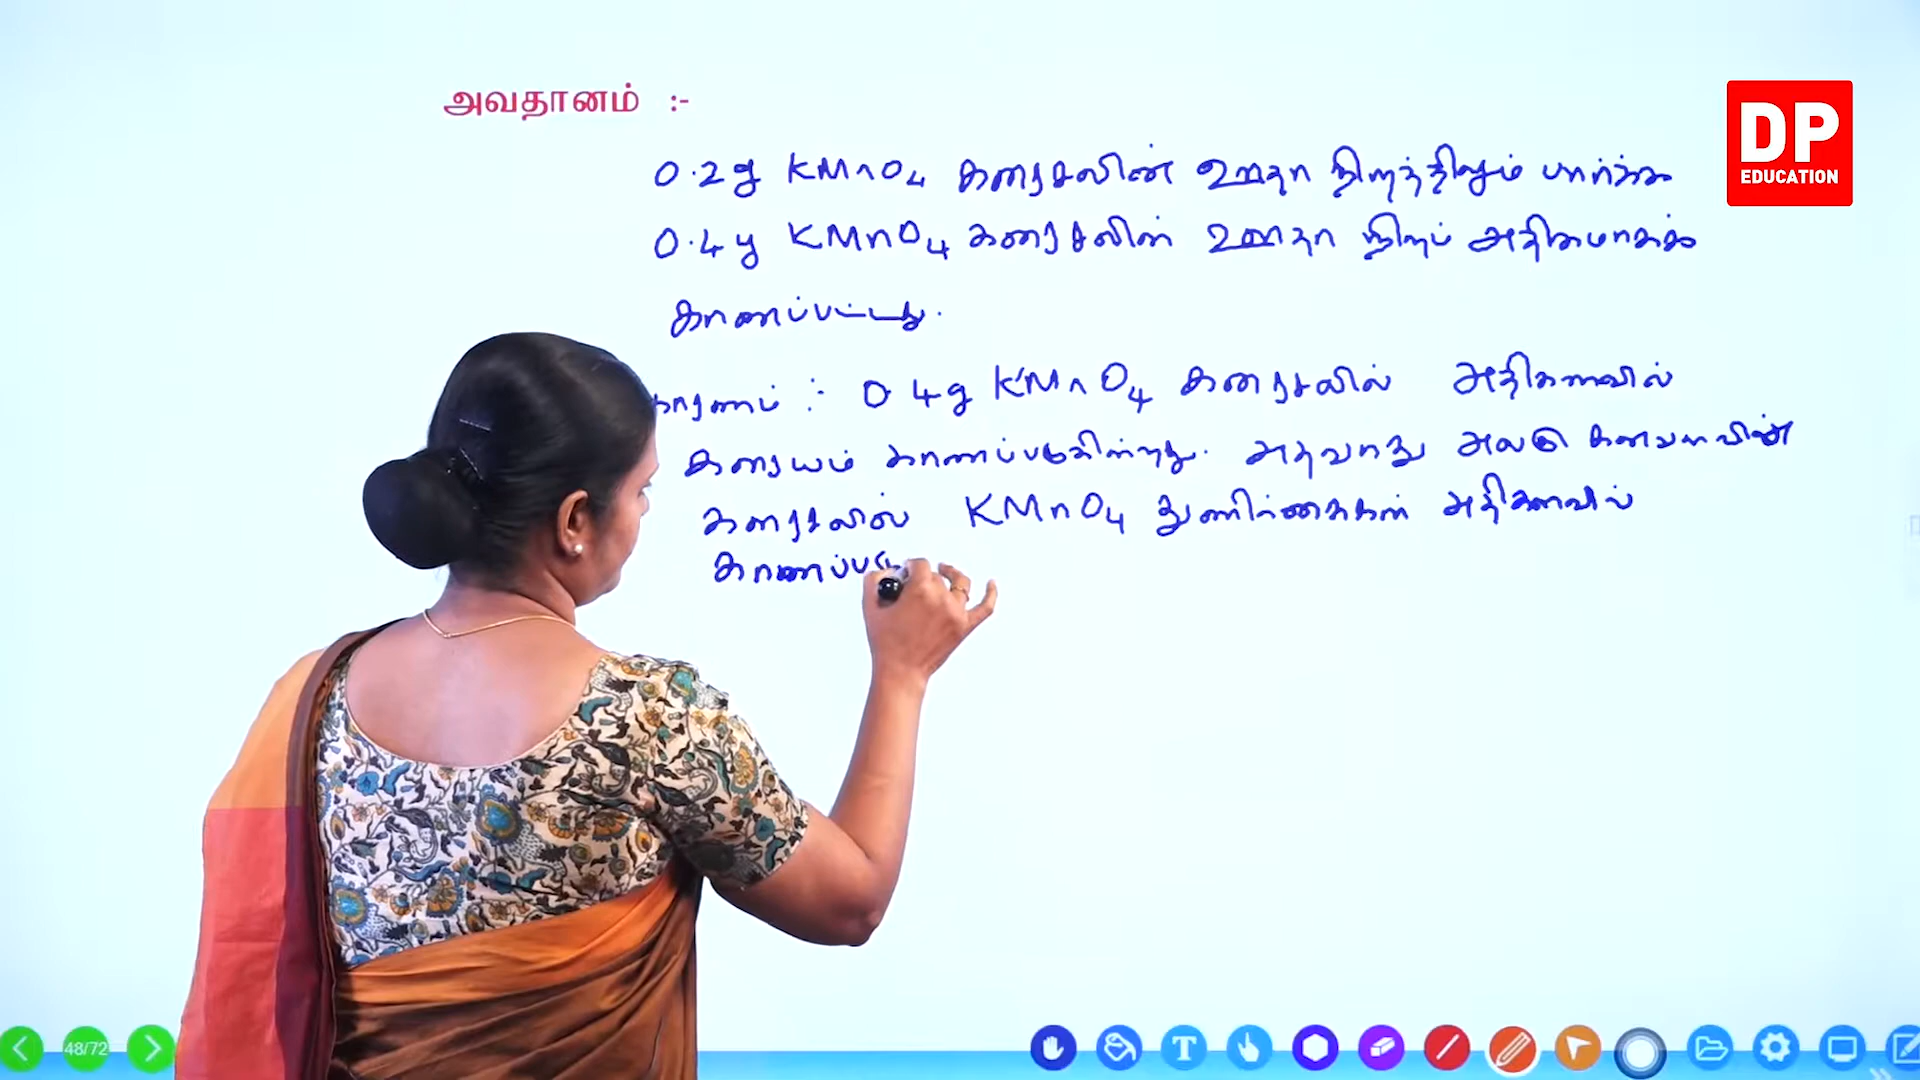 அவதானம் :-
DP
EDUCATION
0.2g KMnO4 கரைசலின் ஊதா நிறத்திலும் பார்க்க
0.4g KMnO4 கரைசலின் ஊதா நிறம் அதிகமாகக்
காணப்பட்டது.
காரணம் :- 0.4g KMnO4 கரைசலில் அதிகளவில்
கரையம் காணப்படுகின்றது. அதாவது அலகு கனவளவின்
கரைசலில் KMnO4 துணிக்கைகள் அதிகளவில்
காணப்படு
48/72
T